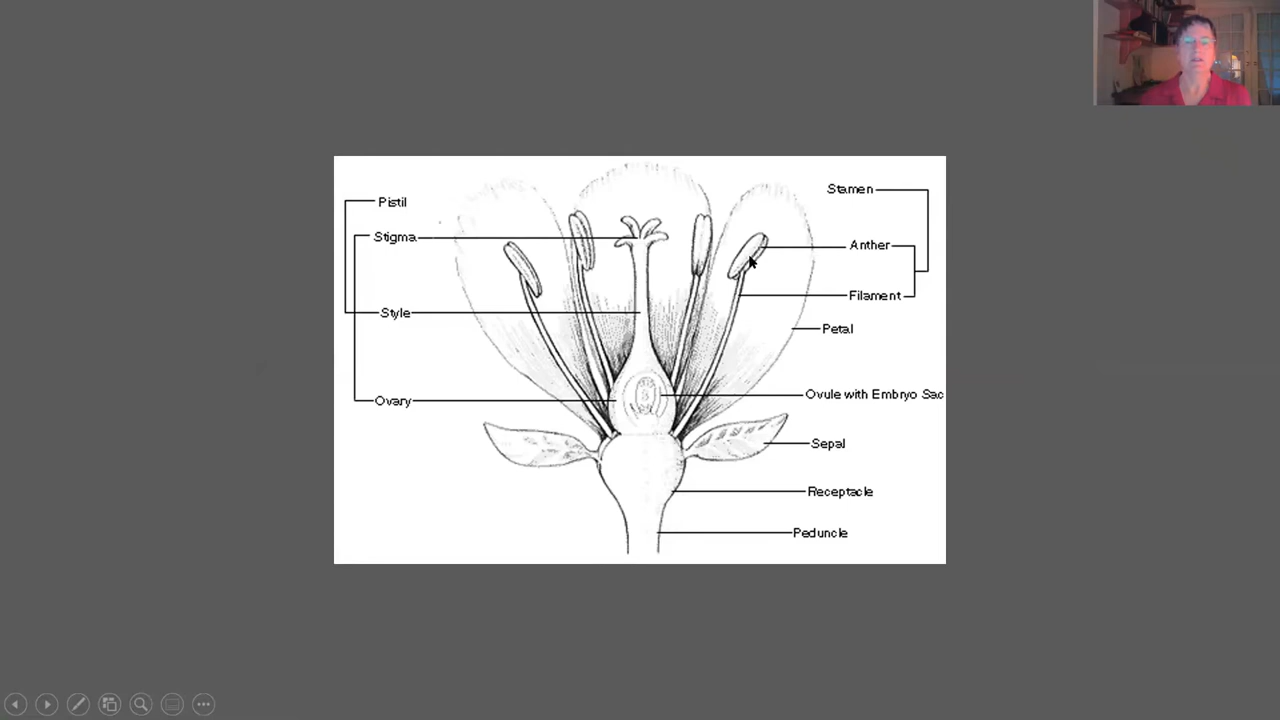 Pistil
Stigma
Style
Ovary
Stamen
Anther
Filament
Petal
Ovule with Embryo Sac
Sepal
Receptacle
Peduncle